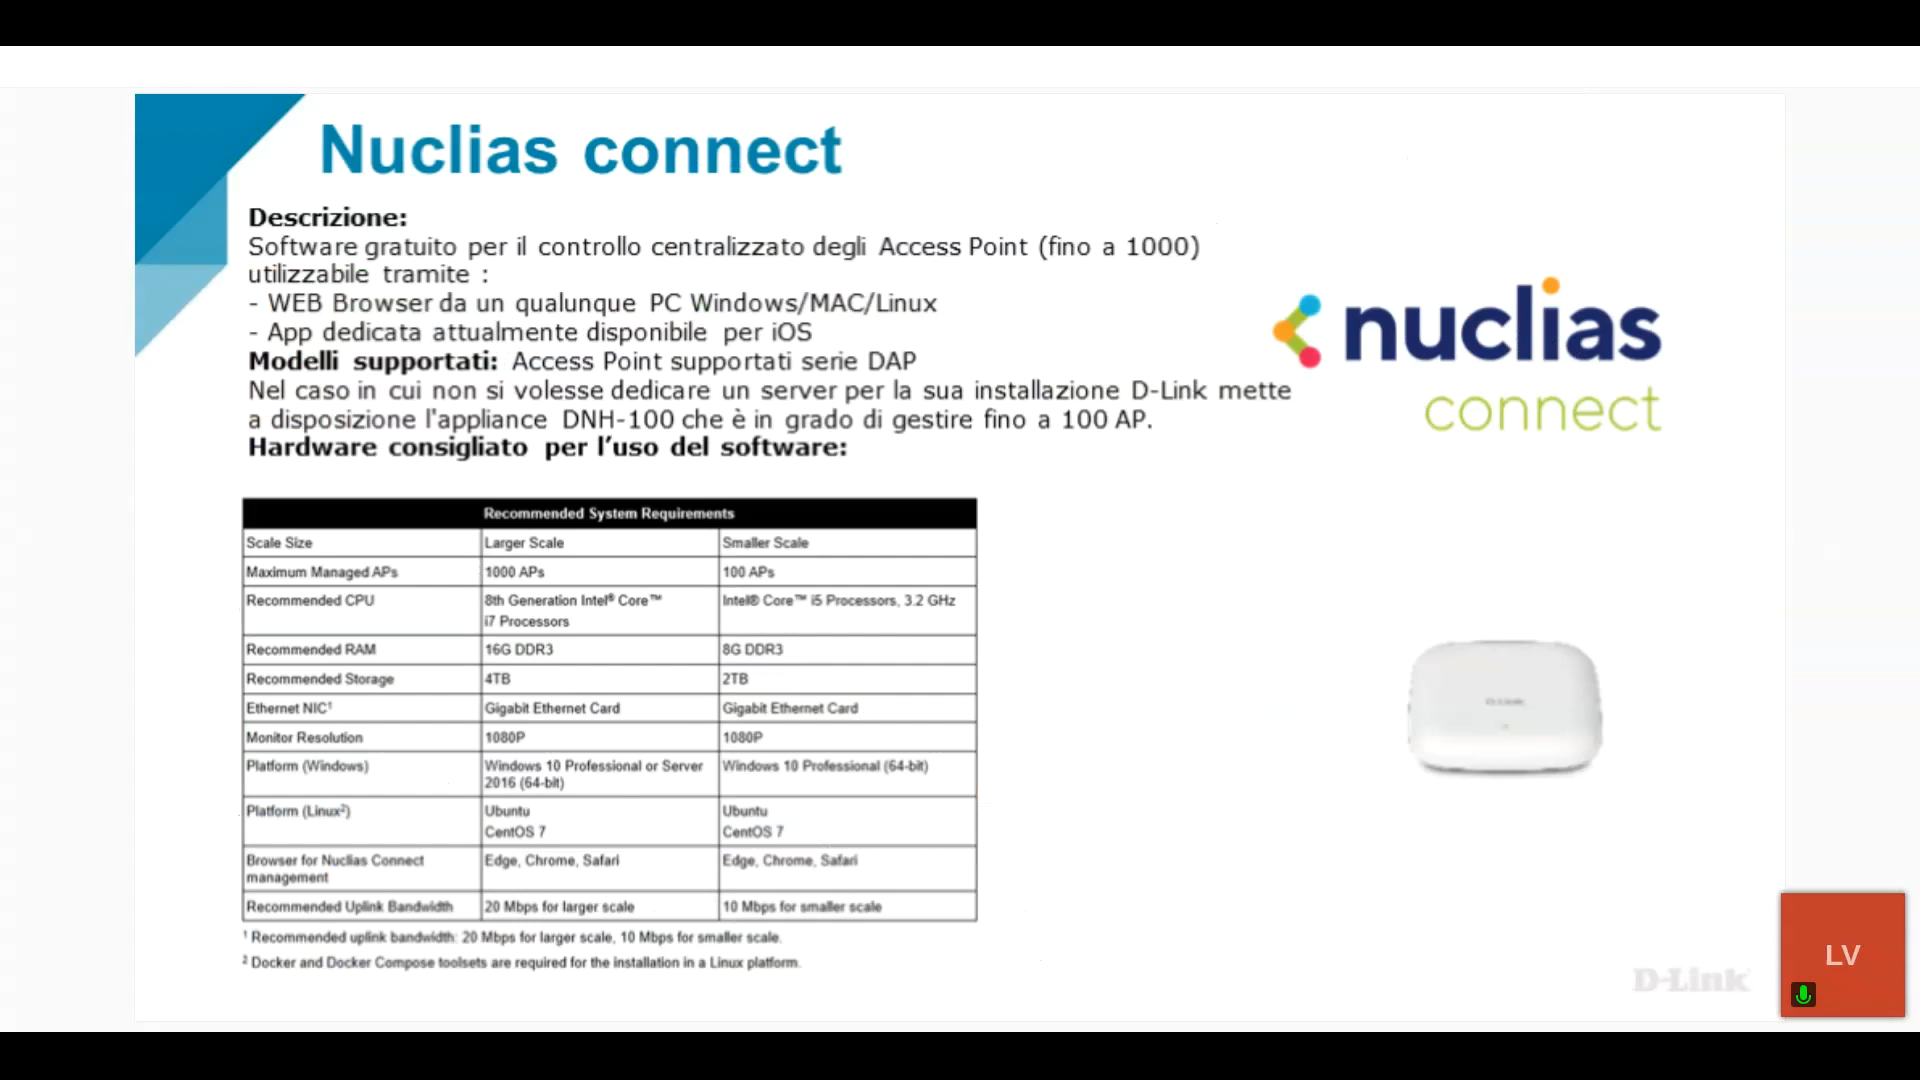 Nuclias connect
Descrizione:
Software gratuito per il controllo centralizzato degli Access Point (fino a 1000)
utilizzabile tramite :
- WEB Browser da un qualunque PC Windows/MAC/Linux
- App dedicata attualmente disponibile per iOS
Modelli supportati: Access Point supportati serie DAP
Nel caso in cui non si volesse dedicare un server per la sua installazione D-Link mette
a disposizione l'appliance DNH-100 che è in grado di gestire fino a 100 AP.
Hardware consigliato per l’uso del software:
nuclias
connect
Recommended System Requirements
Scale Size Larger Scale Smaller Scale
Maximum Managed APs 1000 APs 100 APs
Recommended CPU 8th Generation Intel® Core™ Intel® Core™ i5 Processors, 3.2 GHz
i7 Processors
Recommended RAM 16G DDR3 8G DDR3
Recommended Storage 4TB 2TB
Ethernet NIC¹ Gigabit Ethernet Card Gigabit Ethernet Card
Monitor Resolution 1080P 1080P
Platform (Windows) Windows 10 Professional or Server Windows 10 Professional (64-bit)
2016 (64-bit)
Platform (Linux²) Ubuntu Ubuntu
CentOS 7 CentOS 7
Browser for Nuclias Connect Edge, Chrome, Safari Edge, Chrome, Safari
management
Recommended Uplink Bandwidth 20 Mbps for larger scale 10 Mbps for smaller scale
¹ Recommended uplink bandwidth: 20 Mbps for larger scale, 10 Mbps for smaller scale.
² Docker and Docker Compose toolsets are required for the installation in a Linux platform.
D-Link
D-Link
LV